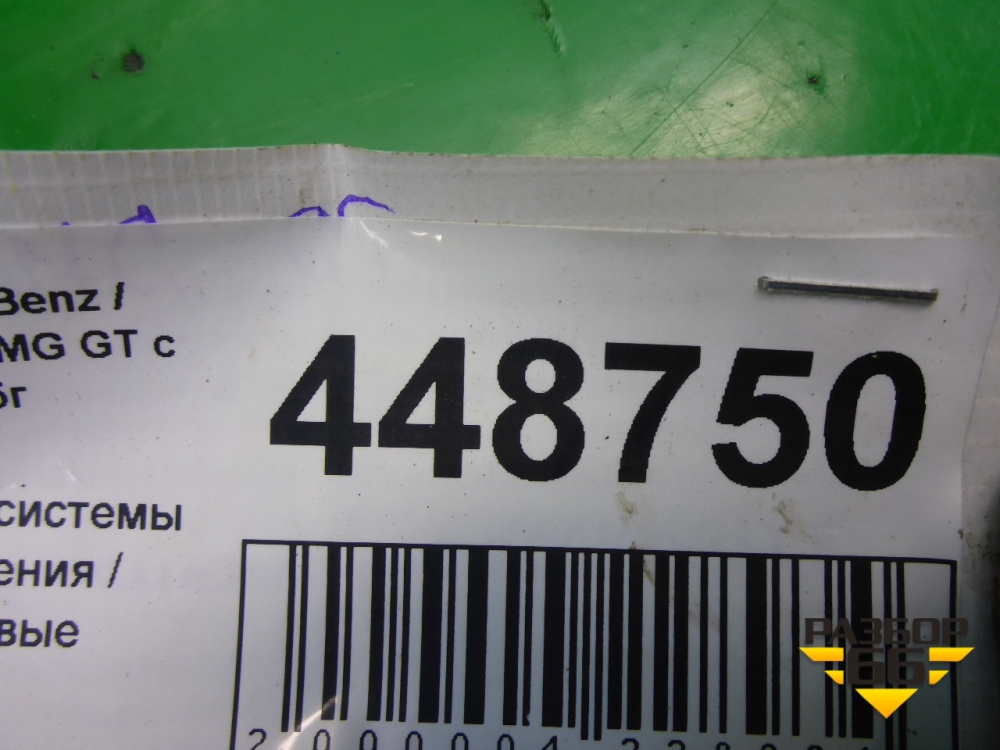 Benz /
MG GT с
448750
системы
ения /
вые
РАЗБОР
66